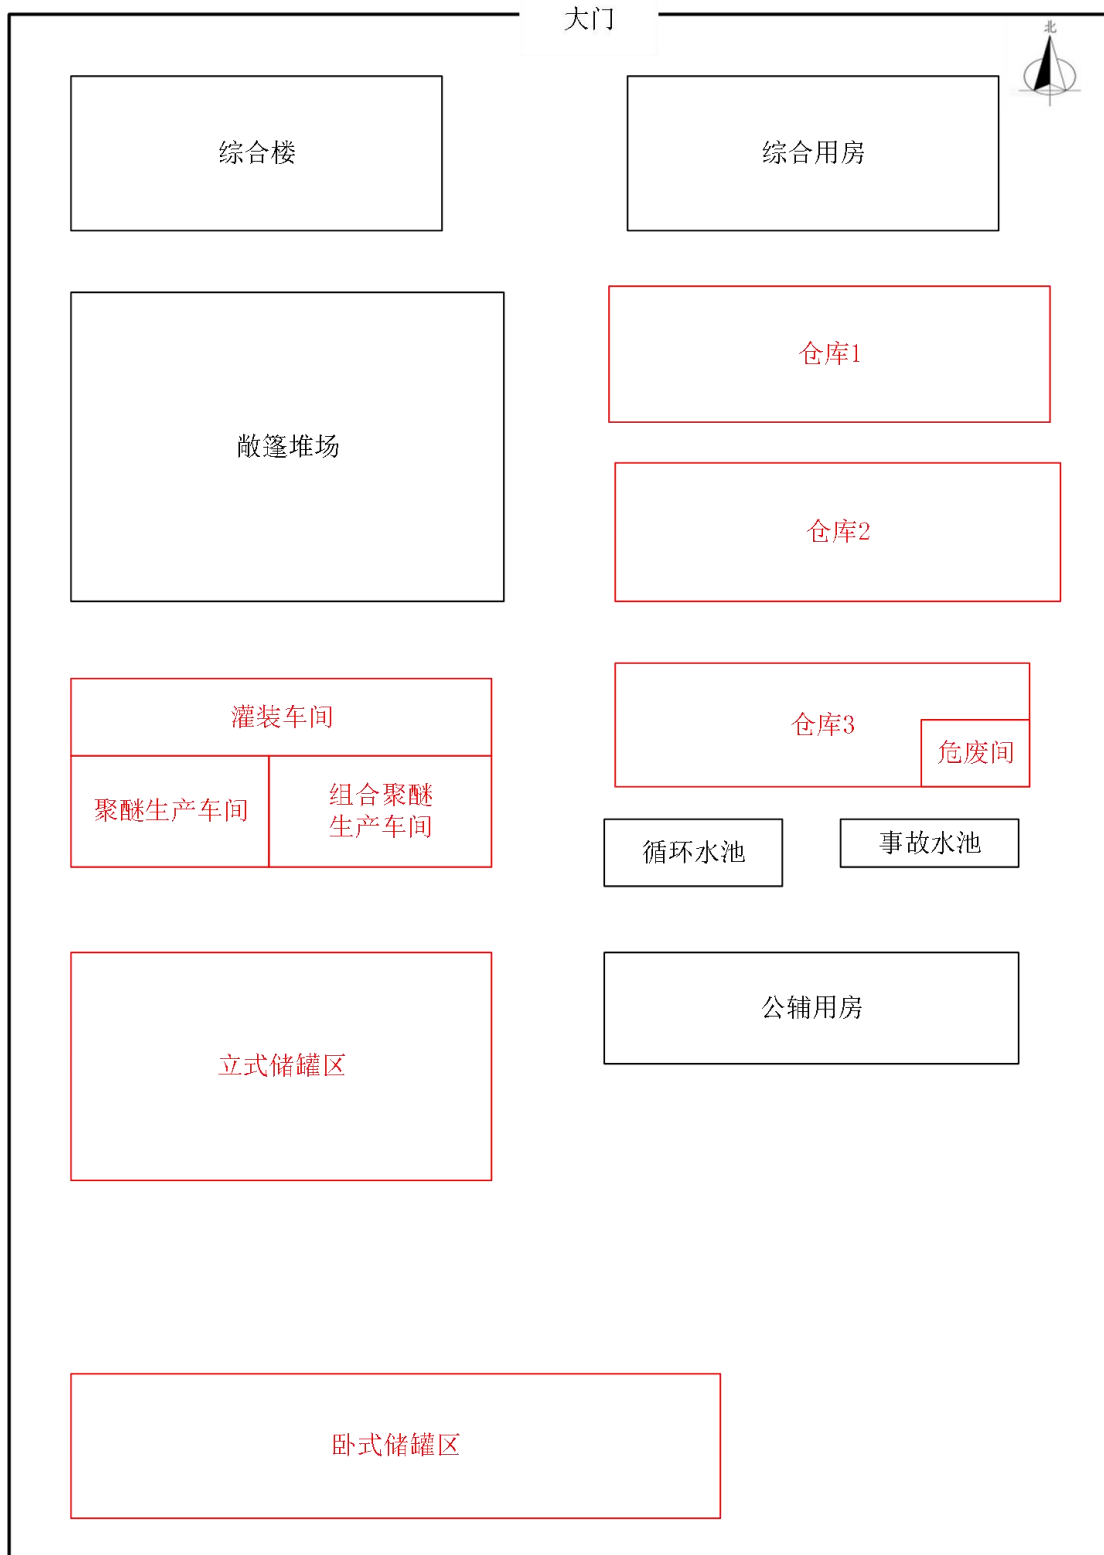 大门
北
综合楼
综合用房
仓库1
敞篷堆场
仓库2
灌装车间
仓库3
危废间
聚醚生产车间
组合聚醚
生产车间
循环水池
事故水池
公辅用房
立式储罐区
卧式储罐区